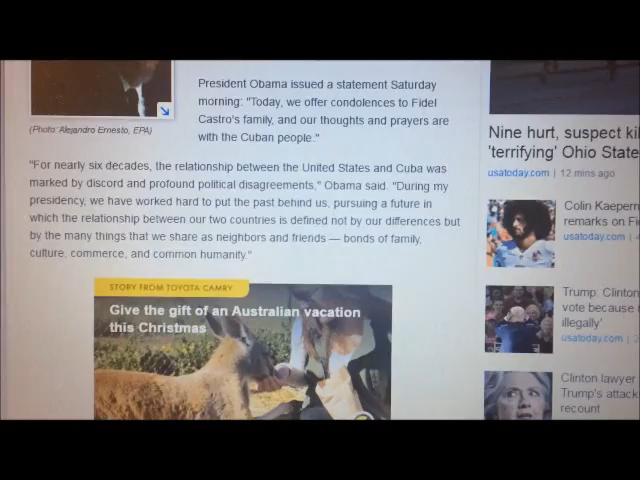 President Obama issued a statement Saturday
morning: "Today, we offer condolences to Fidel
Castro's family, and our thoughts and prayers are
with the Cuban people."
(Photo: Alejandro Ernesto, EPA)
"For nearly six decades, the relationship between the United States and Cuba was
marked by discord and profound political disagreements," Obama said. "During my
presidency, we have worked hard to put the past behind us, pursuing a future in
which the relationship between our two countries is defined not by our differences but
by the many things that we share as neighbors and friends — bonds of family,
culture, commerce, and common humanity."
STORY FROM TOYOTA CAMRY
Give the gift of an Australian vacation
this Christmas
Nine hurt, suspect
'terrifying' Ohio State
usatoday.com | 12 mins ago
Colin
remarks on
usatoday.com |
Trump: Clinton
vote because
illegally'
usatoday.com |
Clinton lawyer
Trump's attack
recount